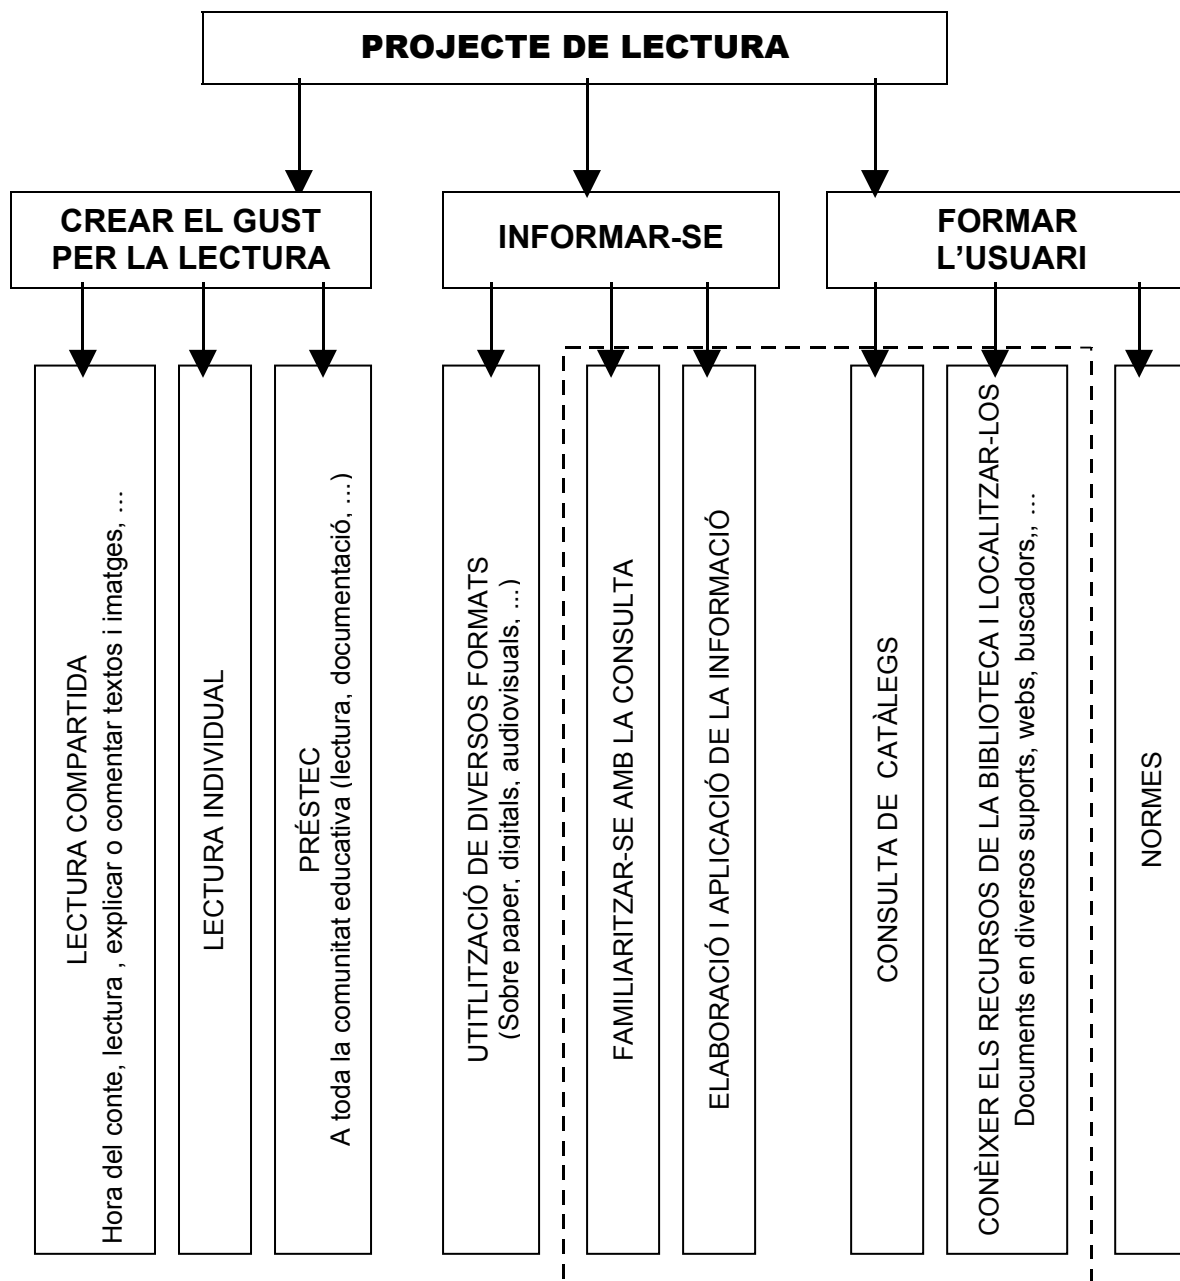 PROJECTE DE LECTURA
CREAR EL GUST
PER LA LECTURA
INFORMAR-SE
FORMAR
L’USUARI
LECTURA COMPARTIDA
Hora del conte, lectura , explicar o comentar textos i imatges, …
LECTURA INDIVIDUAL
PRÉSTEC
A toda la comunitat educativa (lectura, documentació, …)
UTITLITZACIÓ DE DIVERSOS FORMATS
(Sobre paper, digitals, audiovisuals, …)
FAMILIARITZAR-SE AMB LA CONSULTA
ELABORACIÓ I APLICACIÓ DE LA INFORMACIÓ
CONSULTA DE CATÀLEGS
CONÈIXER ELS RECURSOS DE LA BIBLIOTECA I LOCALITZAR-LOS
Documents en diversos suports, webs, buscadors,, …
NORMES